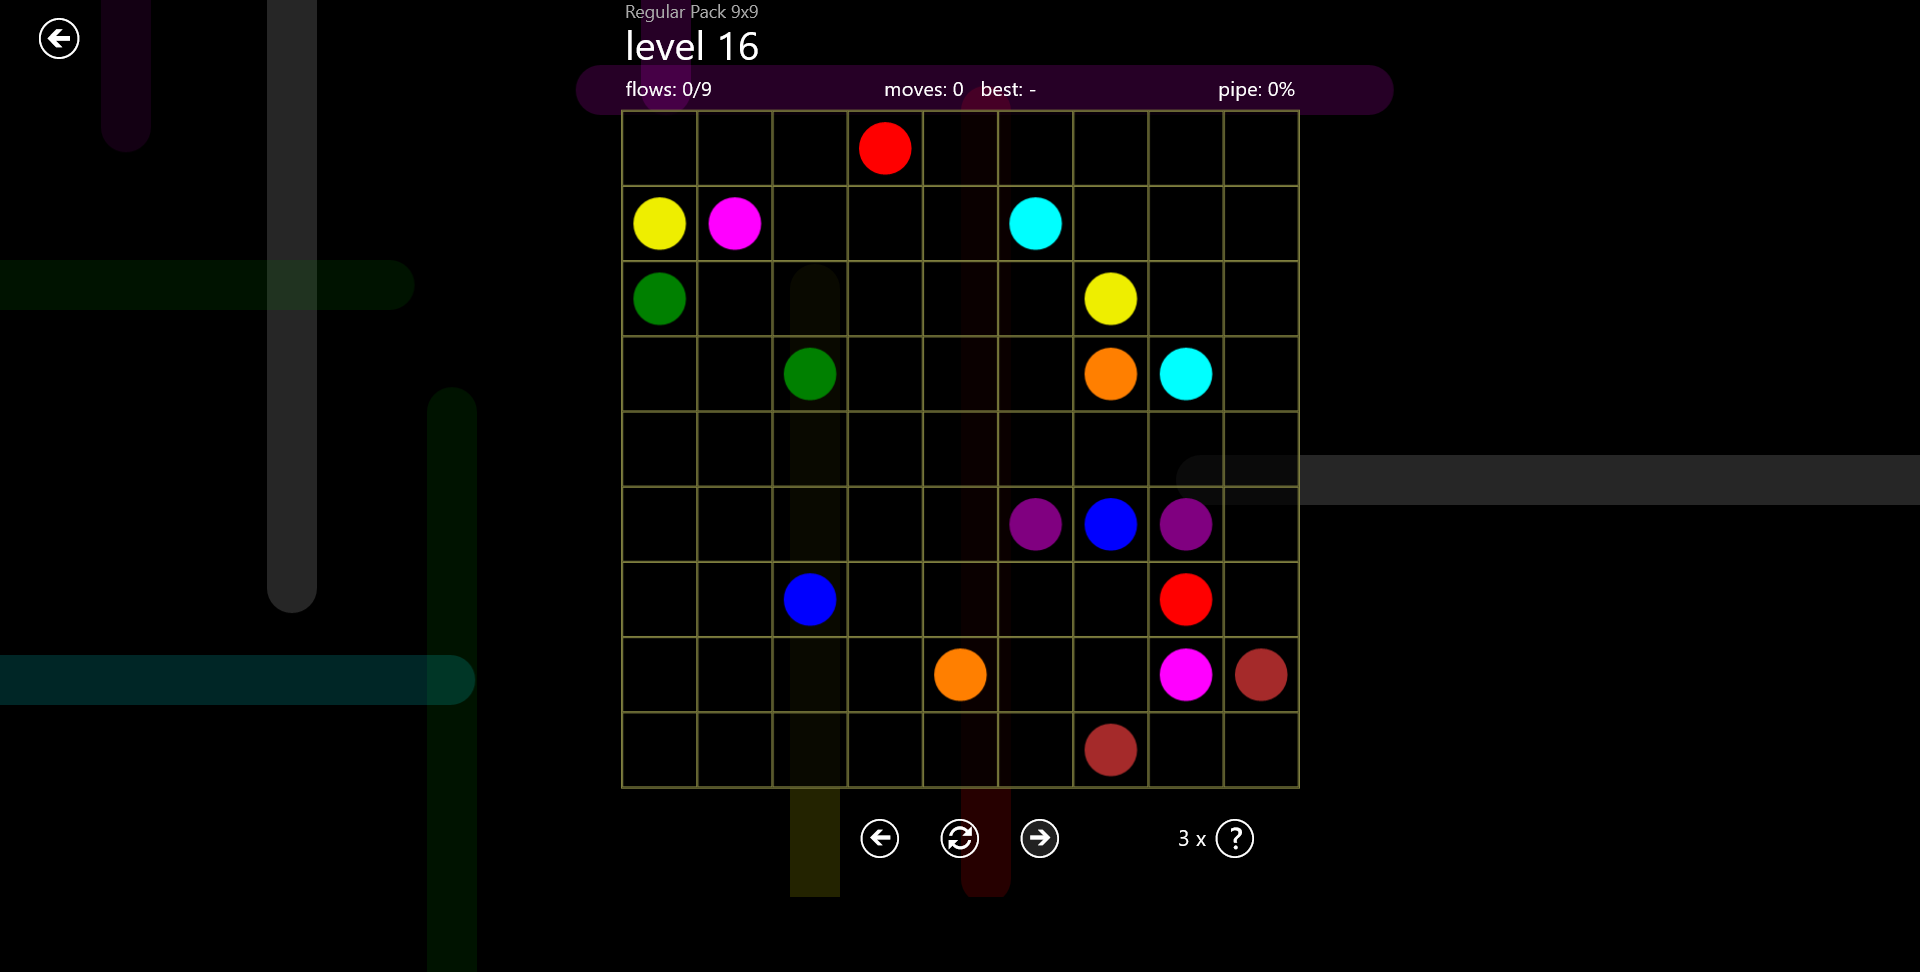 Regular Pack 9x9
level 16
flows: 0/9 moves: 0 best: - pipe: 0%
3 x ?